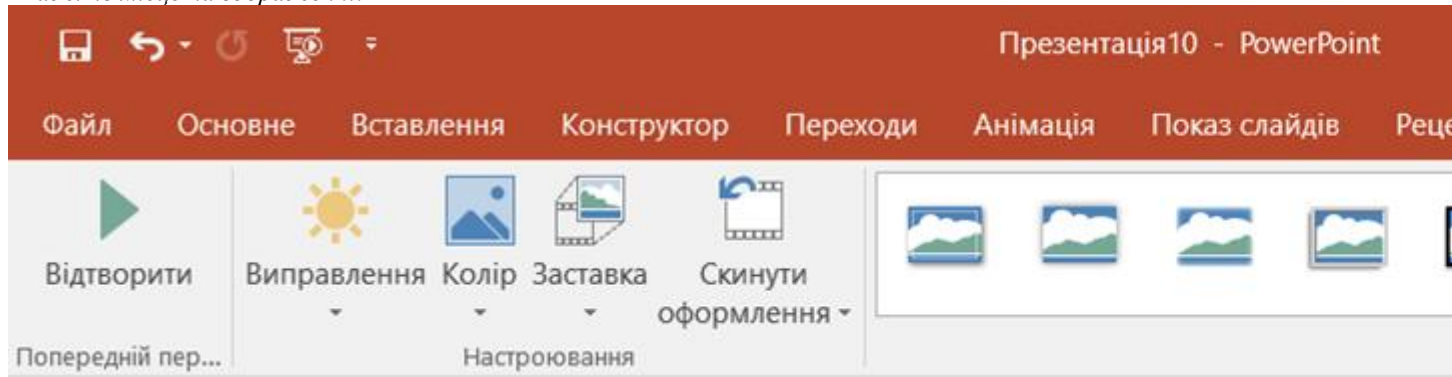 Презентація10 - PowerPoint
Файл Основне Вставлення Конструктор Переходи Анімація Показ слайдів
Відтворити Виправлення Колір Заставка Скинути
оформлення
Попередній пер... Настроювання